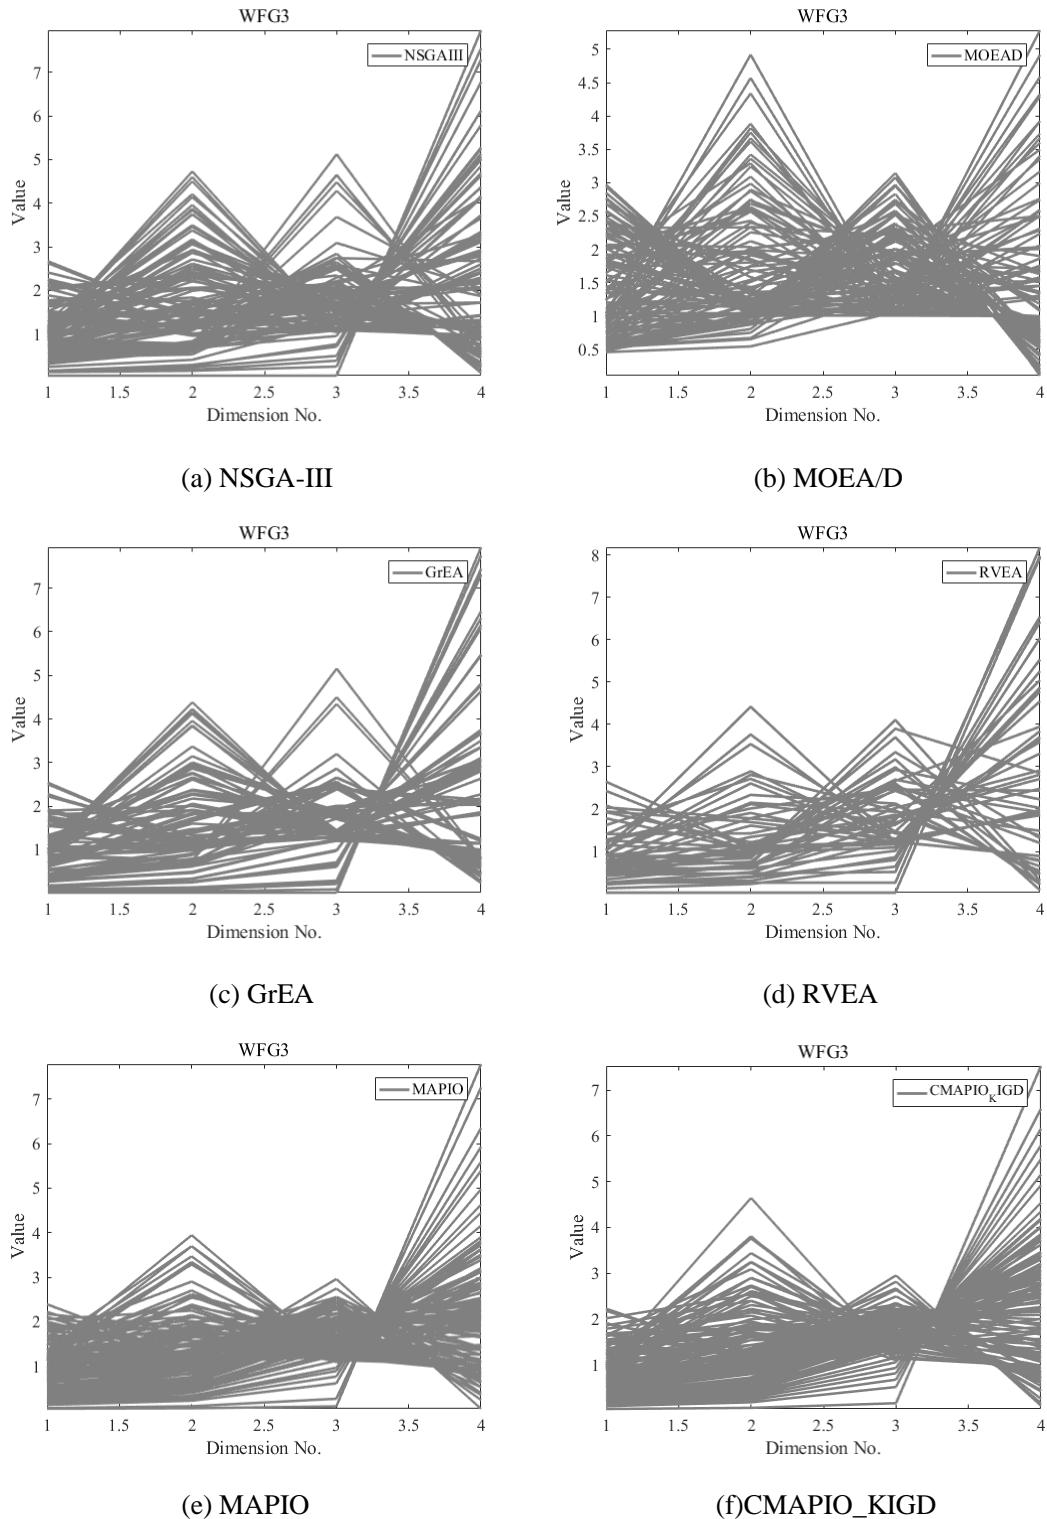 WFG3
NSGAIII
Value
7
6
5
4
3
2
1
1 1.5 2 2.5 3 3.5 4
Dimension No.
(a) NSGA-III
WFG3
MOEAD
Value
5
4.5
4
3.5
3
2.5
2
1.5
1
0.5
1 1.5 2 2.5 3 3.5 4
Dimension No.
(b) MOEA/D
WFG3
GrEA
Value
7
6
5
4
3
2
1
1 1.5 2 2.5 3 3.5 4
Dimension No.
(c) GrEA
WFG3
RVEA
Value
8
7
6
5
4
3
2
1
1 1.5 2 2.5 3 3.5 4
Dimension No.
(d) RVEA
WFG3
MAPIO
Value
7
6
5
4
3
2
1
1 1.5 2 2.5 3 3.5 4
Dimension No.
(e) MAPIO
WFG3
CMAPIO_KIGD
Value
7
6
5
4
3
2
1
1 1.5 2 2.5 3 3.5 4
Dimension No.
(f)CMAPIO_KIGD